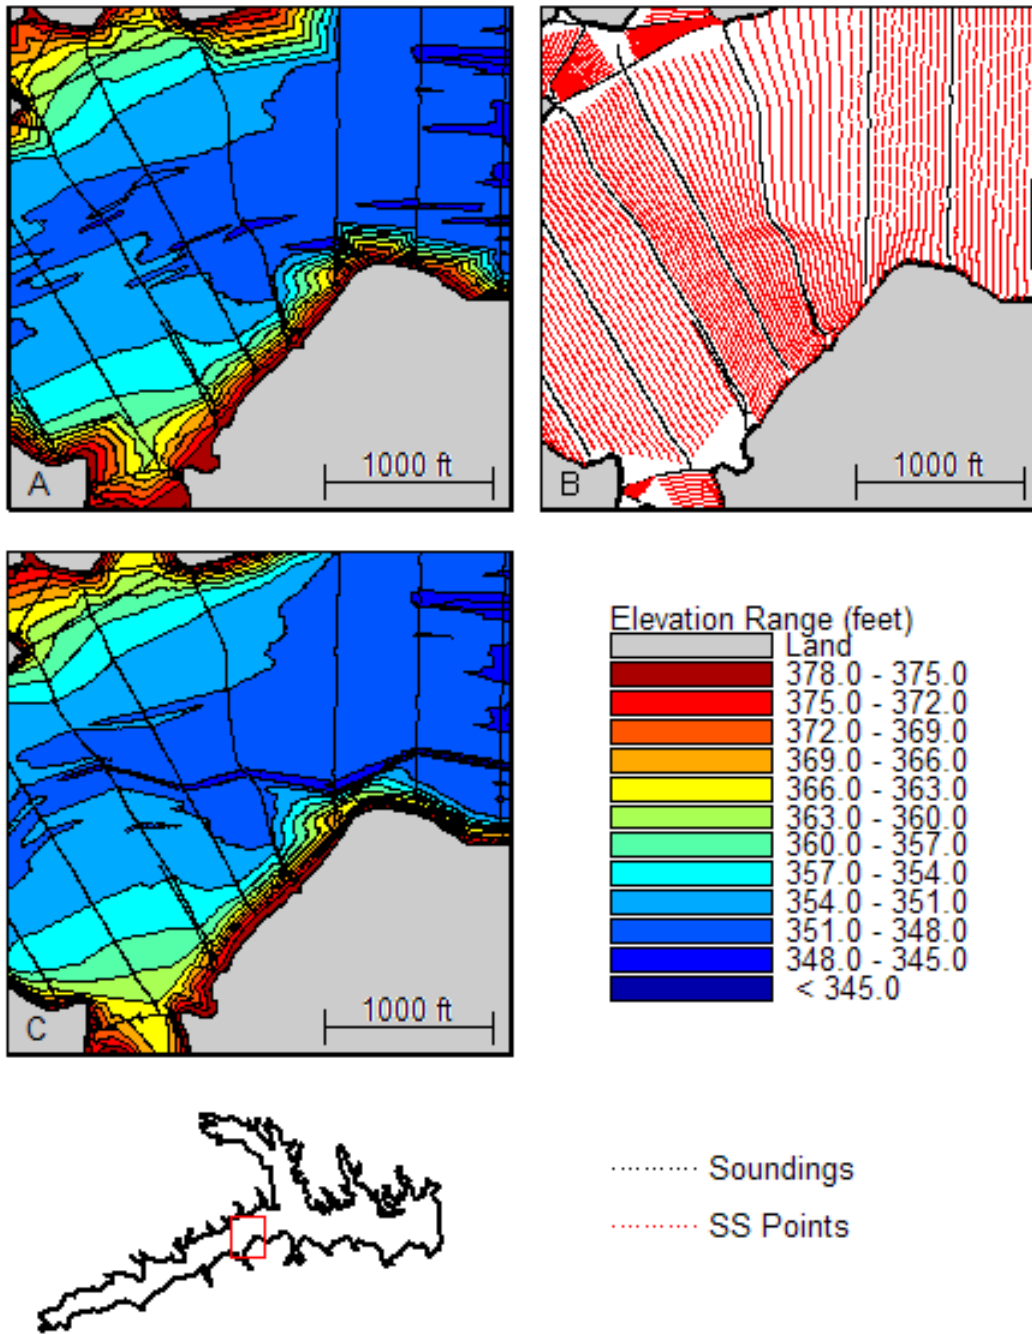 A
1000 ft
B
1000 ft
C
1000 ft
Elevation Range (feet)
Land
378.0 - 375.0
375.0 - 372.0
372.0 - 369.0
369.0 - 366.0
366.0 - 363.0
363.0 - 360.0
360.0 - 357.0
357.0 - 354.0
354.0 - 351.0
351.0 - 348.0
348.0 - 345.0
< 345.0
Soundings
SS Points